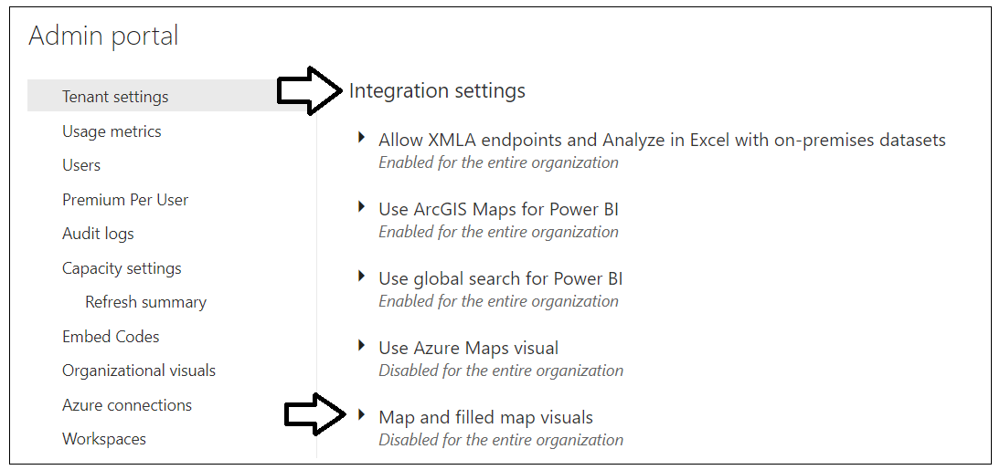 Admin portal
Tenant settings
Usage metrics
Users
Premium Per User
Audit logs
Capacity settings
Refresh summary
Embed Codes
Organizational visuals
Azure connections
Workspaces
Integration settings
Allow XMLA endpoints and Analyze in Excel with on-premises datasets
Enabled for the entire organization
Use ArcGIS Maps for Power BI
Enabled for the entire organization
Use global search for Power BI
Enabled for the entire organization
Use Azure Maps visual
Disabled for the entire organization
Map and filled map visuals
Disabled for the entire organization